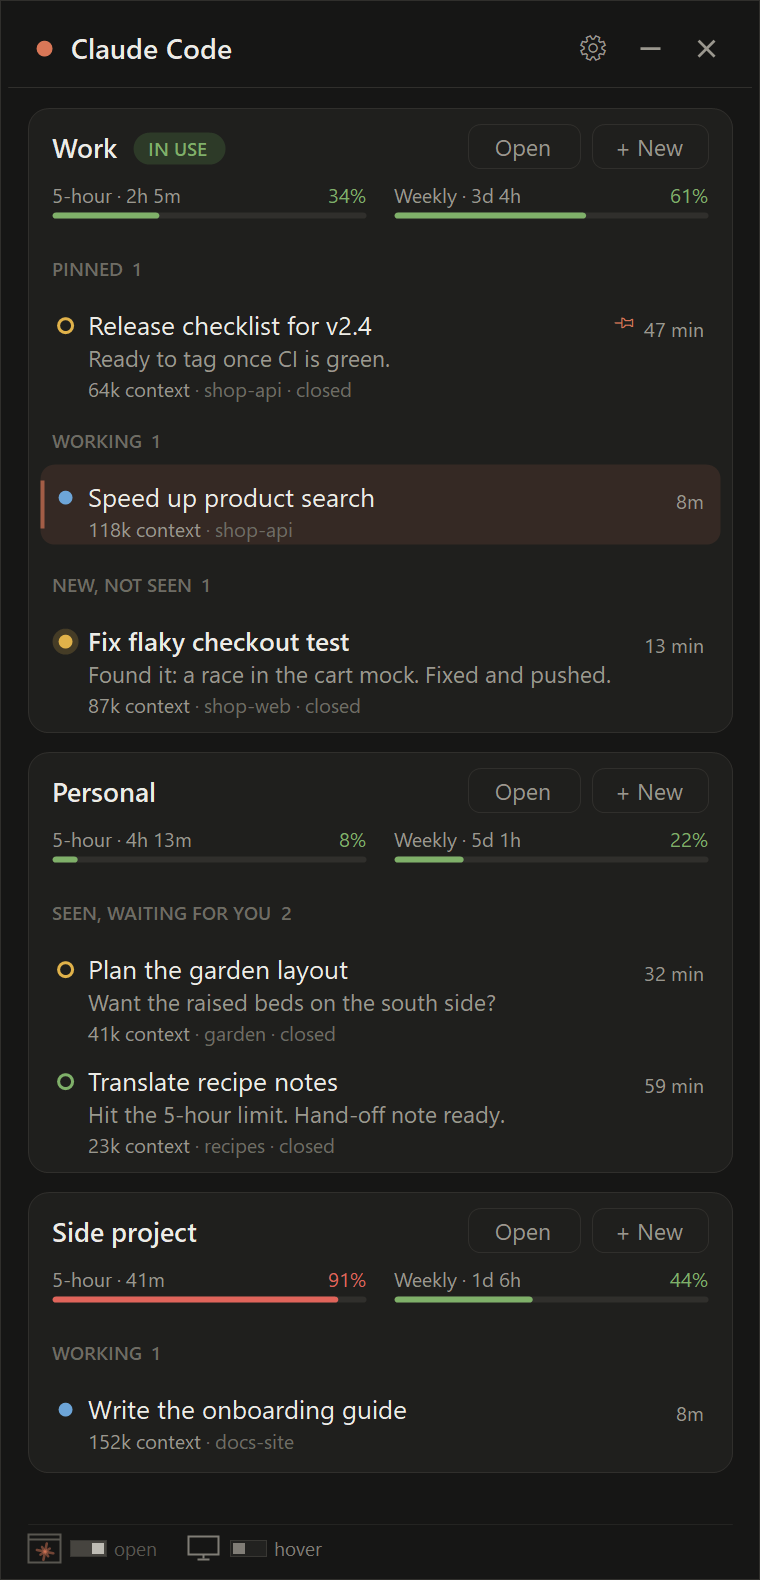 Claude Code
Work IN USE Open + New
5-hour · 2h 5m 34% Weekly · 3d 4h 61%
PINNED 1
Release checklist for v2.4 47 min
Ready to tag once CI is green.
64k context · shop-api · closed
WORKING 1
Speed up product search 8m
118k context · shop-api
NEW, NOT SEEN 1
Fix flaky checkout test 13 min
Found it: a race in the cart mock. Fixed and pushed.
87k context · shop-web · closed
Personal Open + New
5-hour · 4h 13m 8% Weekly · 5d 1h 22%
SEEN, WAITING FOR YOU 2
Plan the garden layout 32 min
Want the raised beds on the south side?
41k context · garden · closed
Translate recipe notes 59 min
Hit the 5-hour limit. Hand-off note ready.
23k context · recipes · closed
Side project Open + New
5-hour · 41m 91% Weekly · 1d 6h 44%
WORKING 1
Write the onboarding guide 8m
152k context · docs-site
open hover